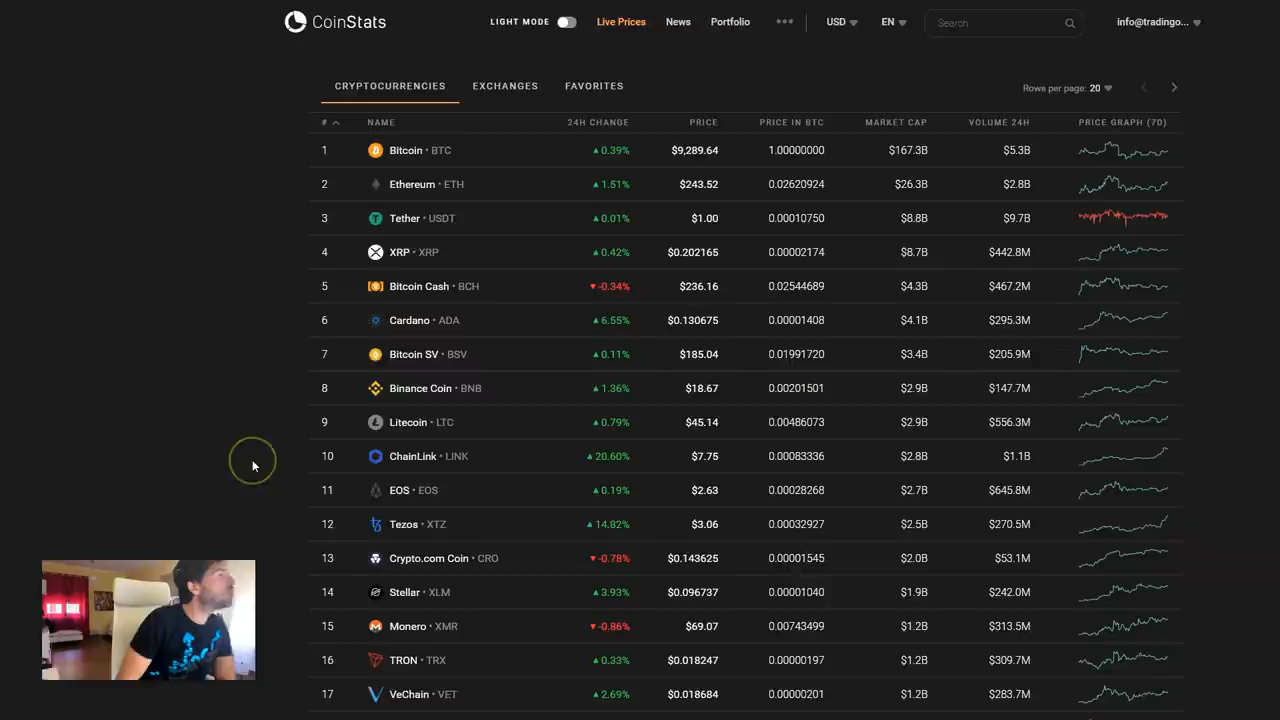 CoinStats LIGHT MODE Live Prices News Portfolio ••• USD EN Search info@tradingo...
CRYPTOCURRENCIES EXCHANGES FAVORITES Rows per page: 20
# NAME 24H CHANGE PRICE PRICE IN BTC MARKET CAP VOLUME 24H PRICE GRAPH (7D)
1 Bitcoin • BTC 0.39% $9,289.64 1.00000000 $167.3B $5.3B
2 Ethereum • ETH 1.51% $243.52 0.02620924 $26.3B $2.8B
3 Tether • USDT 0.01% $1.00 0.00010750 $8.8B $9.7B
4 XRP • XRP 0.42% $0.202165 0.00002174 $8.7B $442.8M
5 Bitcoin Cash • BCH -0.34% $236.16 0.02544689 $4.3B $467.2M
6 Cardano • ADA 6.55% $0.130675 0.00001408 $4.1B $295.3M
7 Bitcoin SV • BSV 0.11% $185.04 0.01991720 $3.4B $205.9M
8 Binance Coin • BNB 1.36% $18.67 0.00201501 $2.9B $147.7M
9 Litecoin • LTC 0.79% $45.14 0.00486073 $2.9B $556.3M
10 ChainLink • LINK 20.60% $7.75 0.00083336 $2.8B $1.1B
11 EOS • EOS 0.19% $2.63 0.00028268 $2.7B $645.8M
12 Tezos • XTZ 14.82% $3.06 0.00032927 $2.5B $270.5M
13 Crypto.com Coin • CRO -0.78% $0.143625 0.00001545 $2.0B $53.1M
14 Stellar • XLM 3.93% $0.096737 0.00001040 $1.9B $242.0M
15 Monero • XMR -0.86% $69.07 0.00743499 $1.2B $313.5M
16 TRON • TRX 0.33% $0.018247 0.00000197 $1.2B $309.7M
17 VeChain • VET 2.69% $0.018684 0.00000201 $1.2B $283.7M